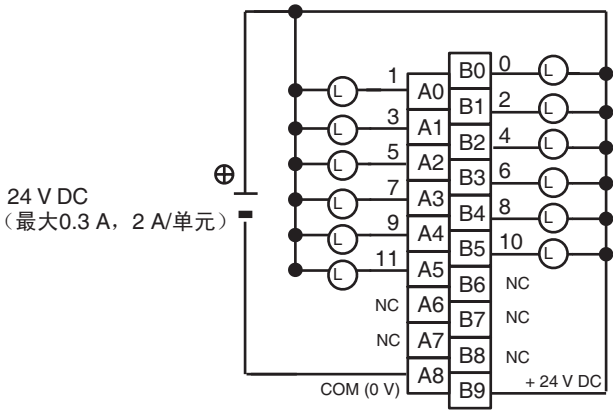 B0 0 L
L 1 A0
B1 2 L
L 3 A1
B2 4 L
L 5 A2
B3 6 L
L 7 A3
B4 8 L
L 9 A4
B5 10 L
L 11 A5
B6 NC
NC A6
B7 NC
NC A7
B8 NC
COM (0 V) A8
B9 + 24 V DC
24 V DC
（最大0.3 A，2 A/单元）